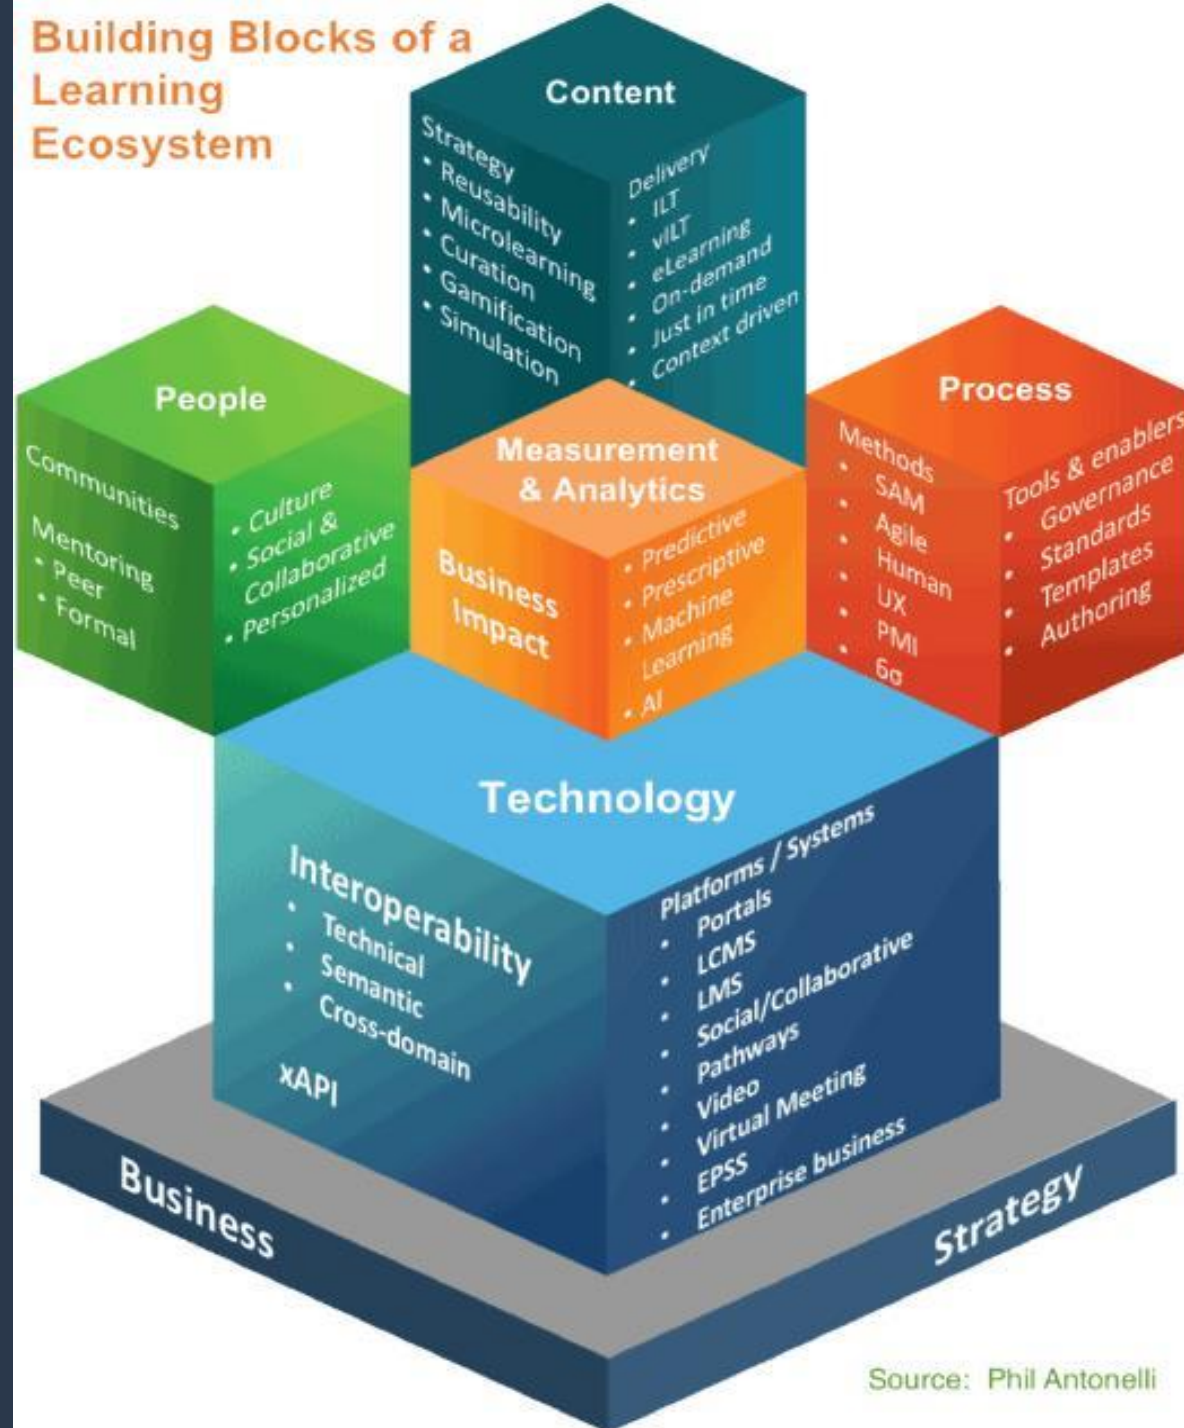 Building Blocks of a
Learning
Ecosystem
Content
Strategy
• Reusability
• Microlearning
• Curation
• Gamification
• Simulation
Delivery
• ILT
• vILT
• eLearning
• On-demand
• Just in time
• Context driven
People
Communities
Mentoring
• Peer
• Formal
• Culture
• Social &
Collaborative
• Personalized
Measurement
& Analytics
Business
Impact
• Predictive
• Prescriptive
• Machine
Learning
• AI
Process
Methods
• SAM
• Agile
• Human
• UX
• PMI
• 6σ
Tools & enablers
• Governance
• Standards
• Templates
• Authoring
Technology
Interoperability
• Technical
• Semantic
• Cross-domain
xAPI
Platforms / Systems
• Portals
• LCMS
• LMS
• Social/Collaborative
• Pathways
• Video
• Virtual Meeting
• EPSS
• Enterprise business
Business
Strategy
Source: Phil Antonelli